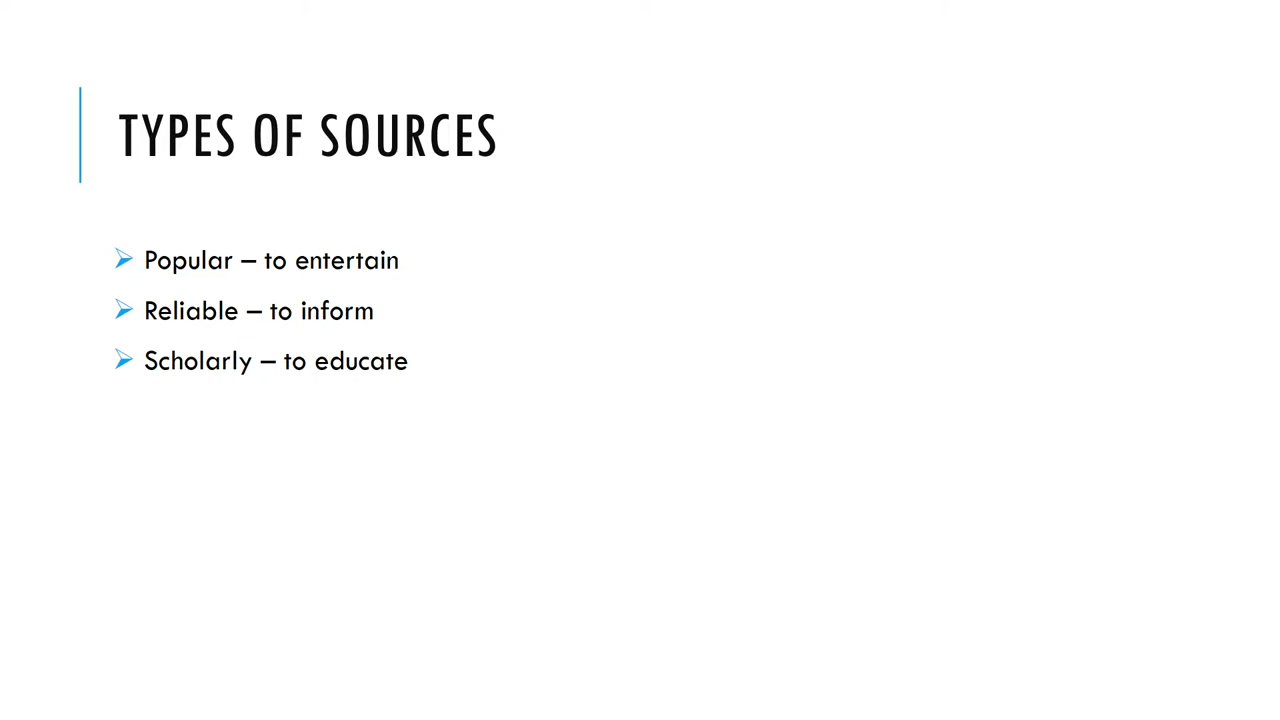 TYPES OF SOURCES
Popular – to entertain
Reliable – to inform
Scholarly – to educate